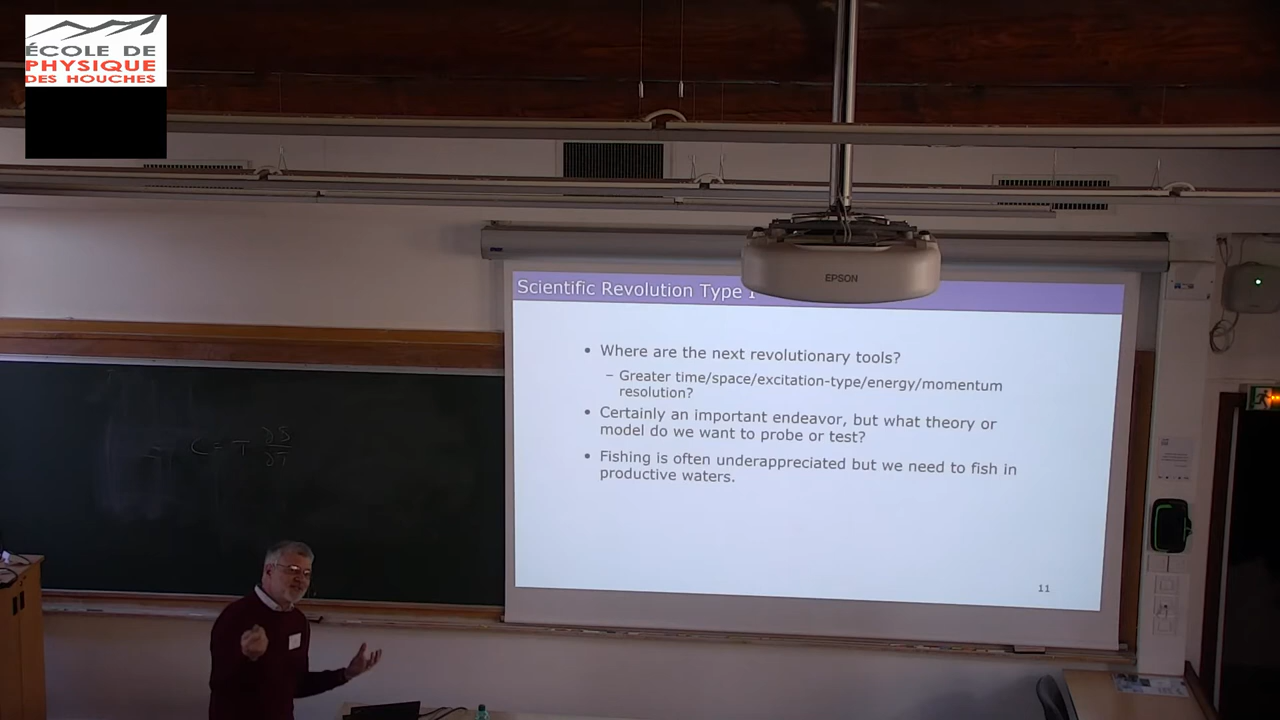 ÉCOLE DE
PHYSIQUE
DES HOUCHES
EPSON
Scientific Revolution Type I
• Where are the next revolutionary tools?
– Greater time/space/excitation-type/energy/momentum
resolution?
• Certainly an important endeavor, but what theory or
model do we want to probe or test?
• Fishing is often underappreciated but we need to fish in
productive waters.
11
C = T ∂S
∂T